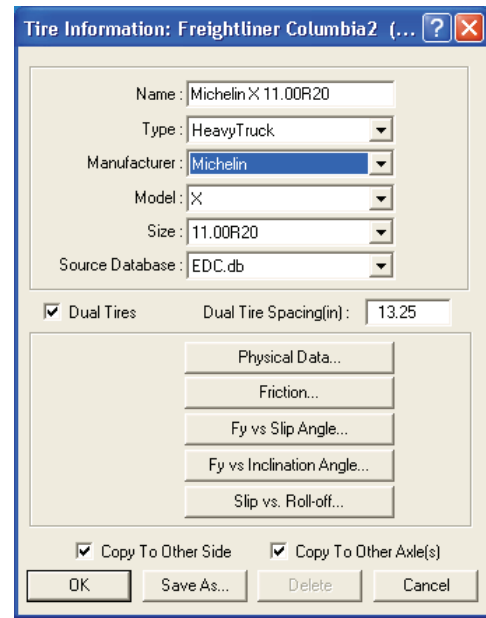 Tire Information: Freightliner Columbia2 (... ?
Name : Michelin X 11.00R20
Type : HeavyTruck
Manufacturer : Michelin
Model : X
Size : 11.00R20
Source Database : EDC.db
Dual Tires Dual Tire Spacing(in) : 13.25
Physical Data...
Friction...
Fy vs Slip Angle...
Fy vs Inclination Angle...
Slip vs. Roll-off...
Copy To Other Side Copy To Other Axle(s)
OK Save As... Delete Cancel